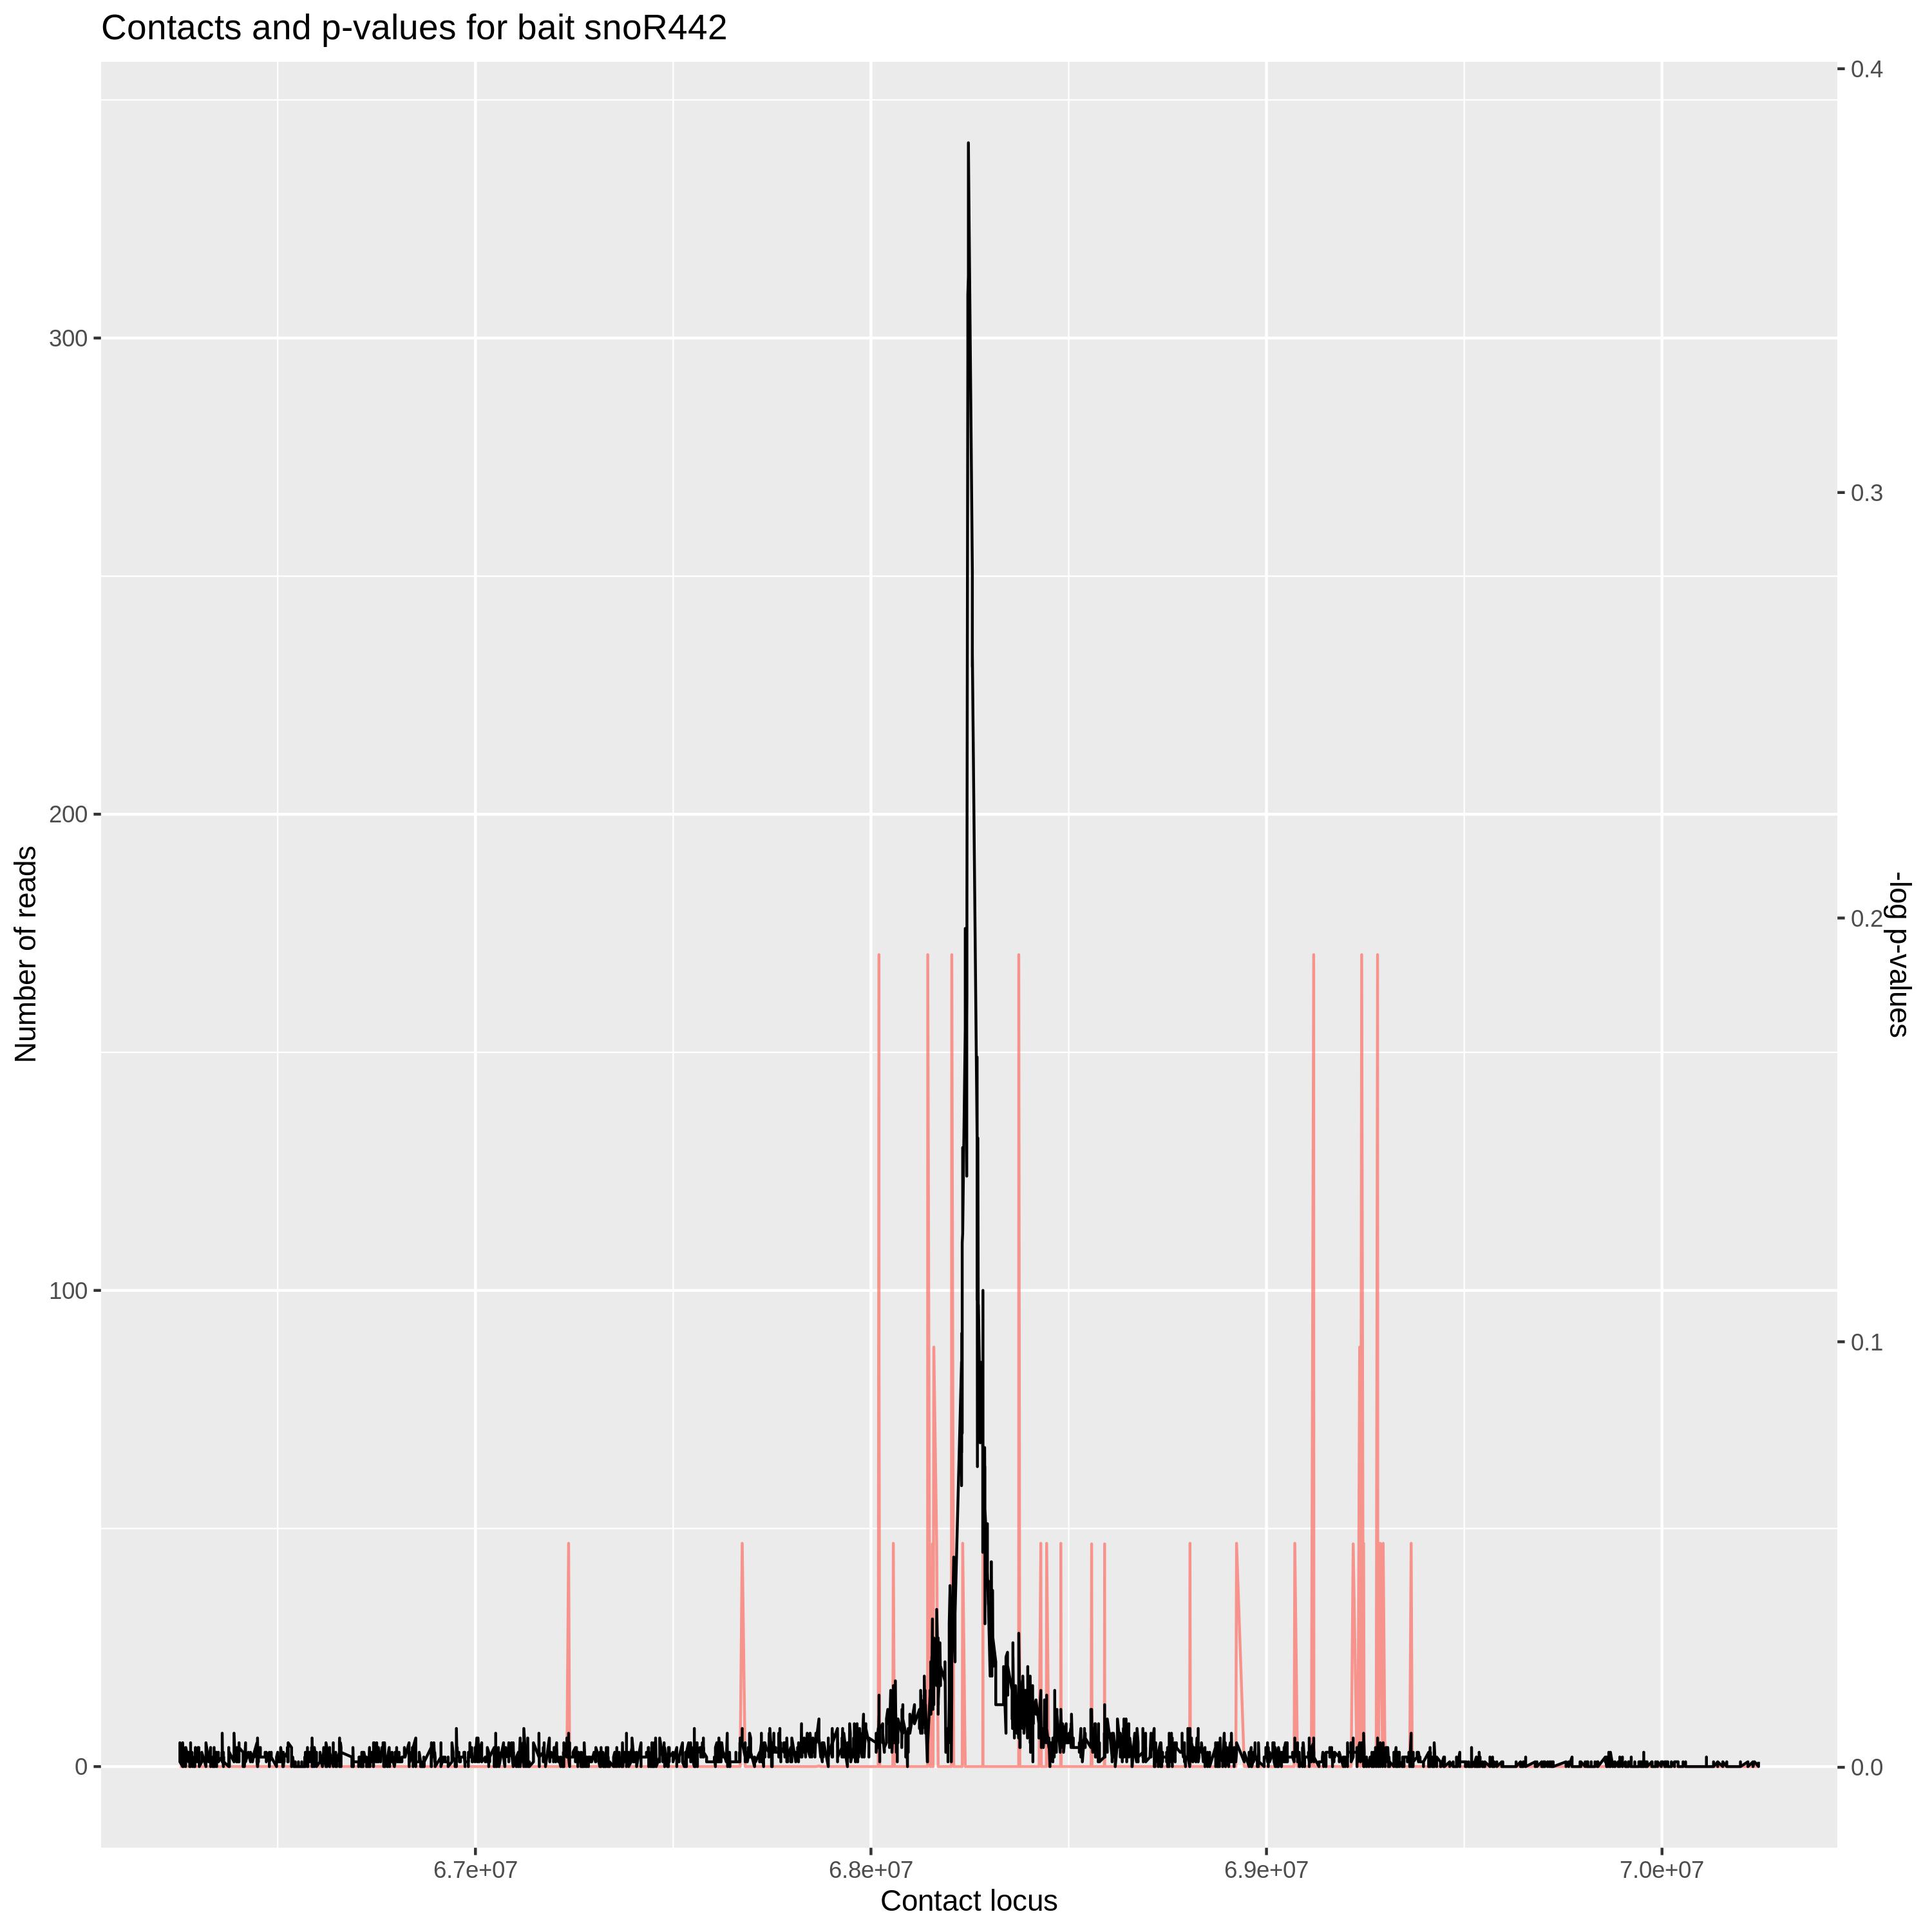 Contacts and p-values for bait snoR442
0.4
300
0.3
200
Number of reads
0.2
-log p-values
100
0.1
0
0.0
6.7e+07
6.8e+07
6.9e+07
7.0e+07
Contact locus